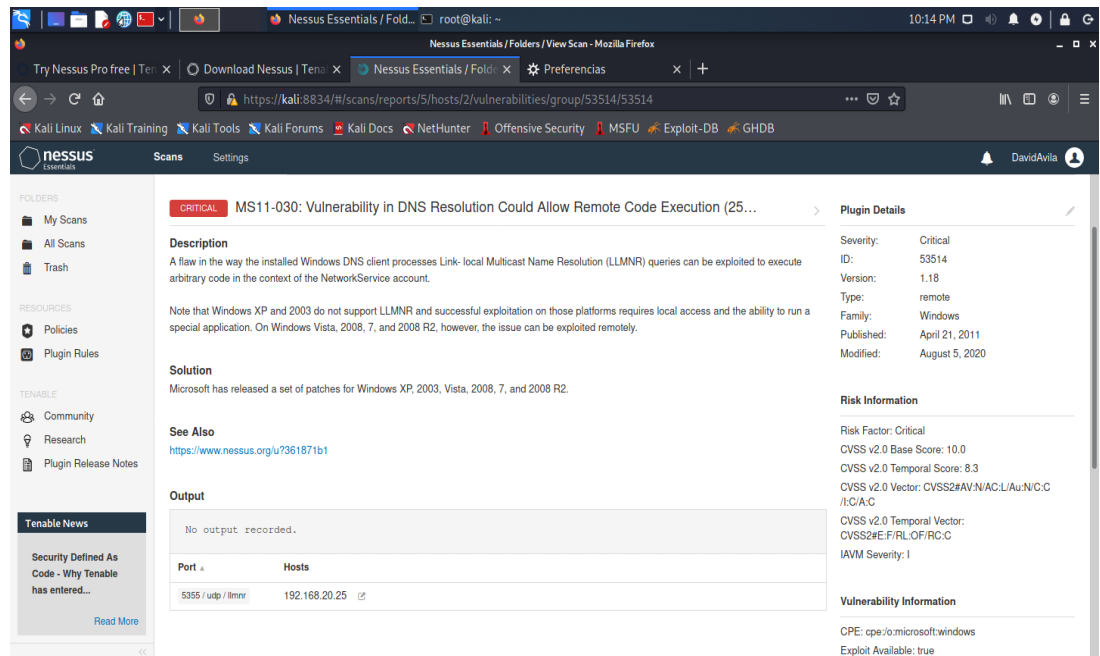 Nessus Essentials / Fold...
root@kali: ~
10:14 PM
Nessus Essentials / Folders / View Scan - Mozilla Firefox
Try Nessus Pro free | Ten
Download Nessus | Tena
Nessus Essentials / Folde
Preferencias
https://kali:8834/#/scans/reports/5/hosts/2/vulnerabilities/group/53514/53514
Kali Linux
Kali Training
Kali Tools
Kali Forums
Kali Docs
NetHunter
Offensive Security
MSFU
Exploit-DB
GHDB
nessus
Essentials
Scans
Settings
DavidAvila
FOLDERS
My Scans
All Scans
Trash
RESOURCES
Policies
Plugin Rules
TENABLE
Community
Research
Plugin Release Notes
Tenable News
Security Defined As
Code - Why Tenable
has entered...
Read More
CRITICAL
MS11-030: Vulnerability in DNS Resolution Could Allow Remote Code Execution (25…
Description
A flaw in the way the installed Windows DNS client processes Link- local Multicast Name Resolution (LLMNR) queries can be exploited to execute
arbitrary code in the context of the NetworkService account.
Note that Windows XP and 2003 do not support LLMNR and successful exploitation on those platforms requires local access and the ability to run a
special application. On Windows Vista, 2008, 7, and 2008 R2, however, the issue can be exploited remotely.
Solution
Microsoft has released a set of patches for Windows XP, 2003, Vista, 2008, 7, and 2008 R2.
See Also
https://www.nessus.org/u?361871b1
Output
No output recorded.
Port
Hosts
5355 / udp / llmnr
192.168.20.25
Plugin Details
Severity: Critical
ID: 53514
Version: 1.18
Type: remote
Family: Windows
Published: April 21, 2011
Modified: August 5, 2020
Risk Information
Risk Factor: Critical
CVSS v2.0 Base Score: 10.0
CVSS v2.0 Temporal Score: 8.3
CVSS v2.0 Vector: CVSS2#AV:N/AC:L/Au:N/C:C
/I:C/A:C
CVSS v2.0 Temporal Vector:
CVSS2#E:F/RL:OF/RC:C
IAVM Severity: I
Vulnerability Information
CPE: cpe:/o:microsoft:windows
Exploit Available: true